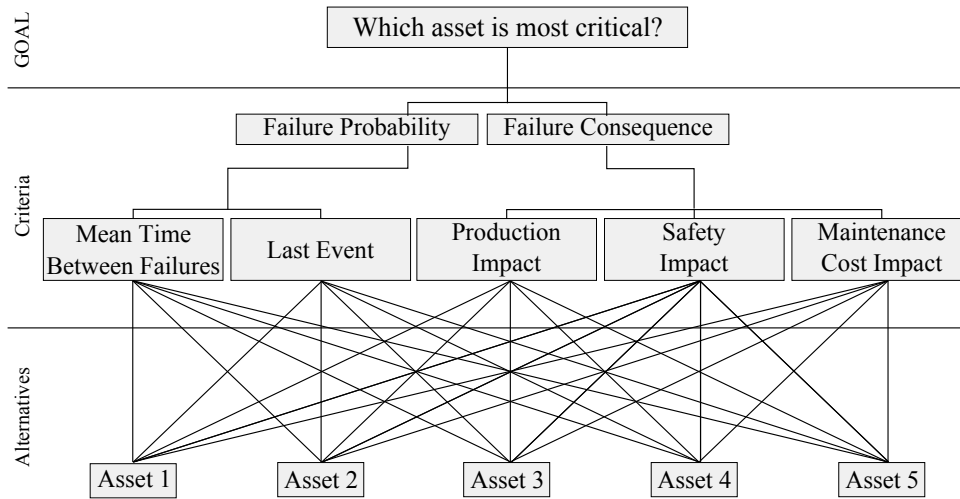 GOAL
Which asset is most critical?
Criteria
Failure Probability
Failure Consequence
Mean Time
Between Failures
Last Event
Production
Impact
Safety
Impact
Maintenance
Cost Impact
Alternatives
Asset 1
Asset 2
Asset 3
Asset 4
Asset 5